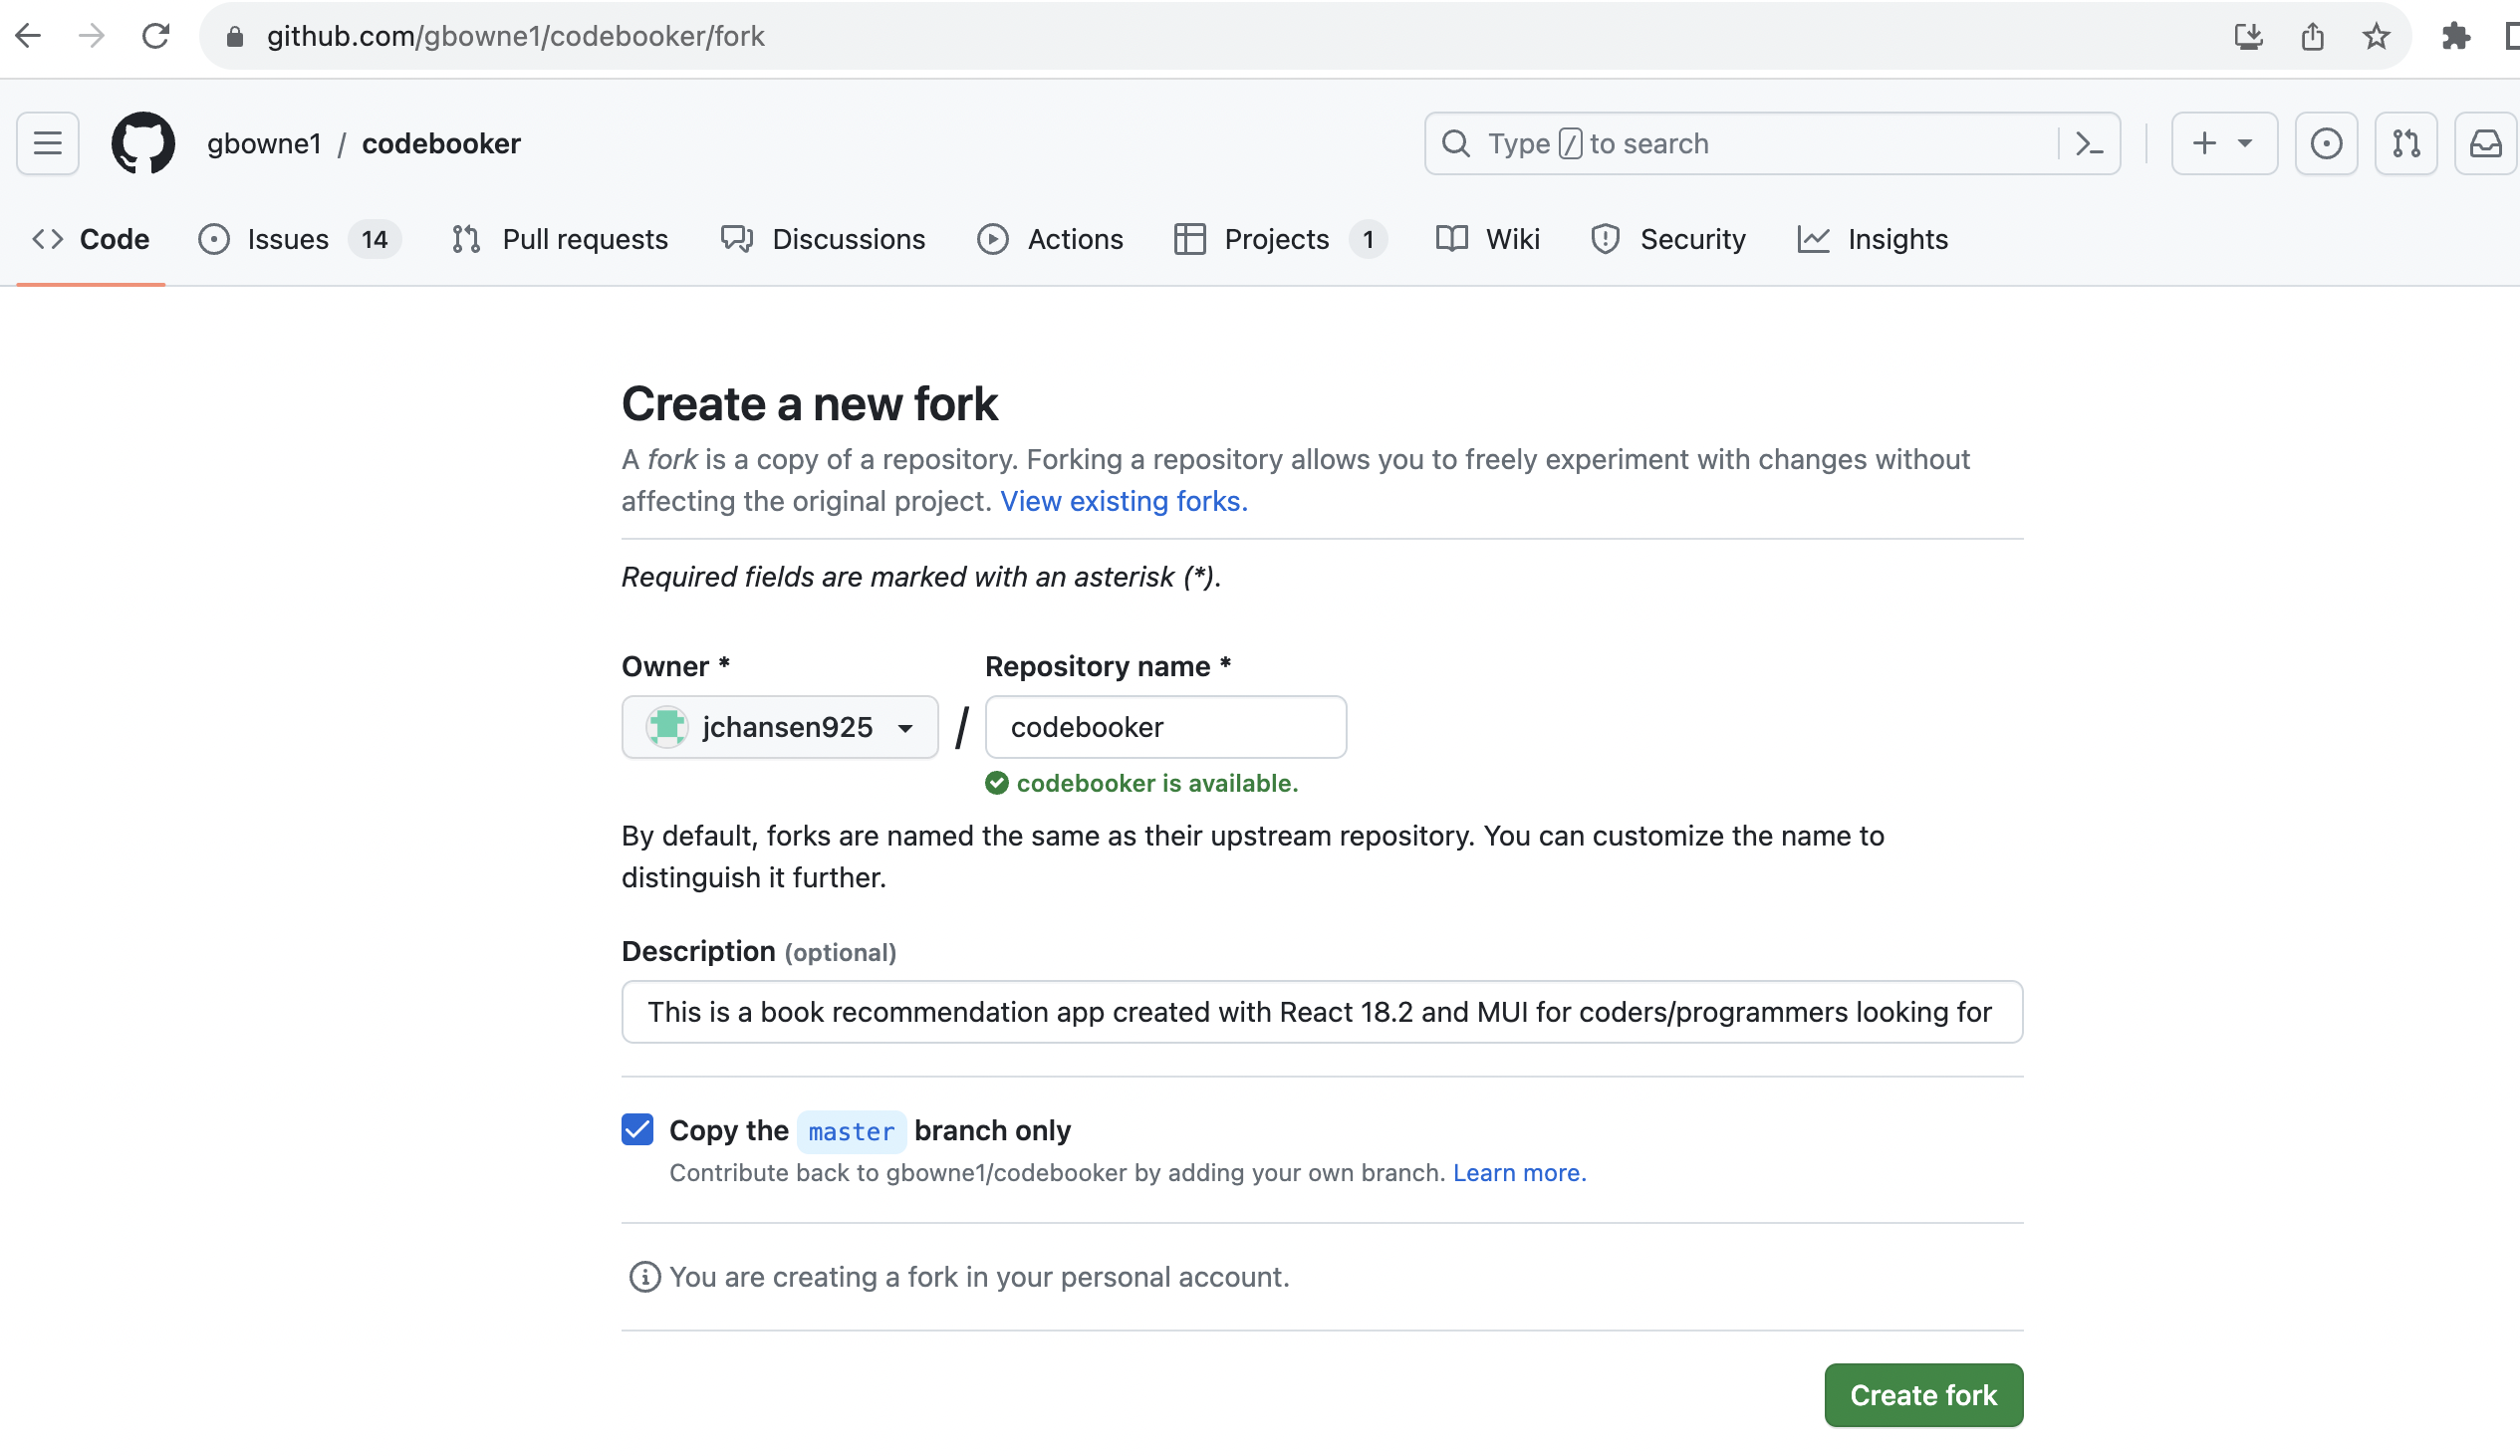 github.com/gbowne1/codebooker/fork
gbowne1 / codebooker
Type / to search
Code Issues 14 Pull requests Discussions Actions Projects 1 Wiki Security Insights
Create a new fork
A fork is a copy of a repository. Forking a repository allows you to freely experiment with changes without
affecting the original project. View existing forks.
Required fields are marked with an asterisk (*).
Owner * Repository name *
jchansen925 / codebooker
codebooker is available.
By default, forks are named the same as their upstream repository. You can customize the name to
distinguish it further.
Description (optional)
This is a book recommendation app created with React 18.2 and MUI for coders/programmers looking for
Copy the master branch only
Contribute back to gbowne1/codebooker by adding your own branch. Learn more.
You are creating a fork in your personal account.
Create fork